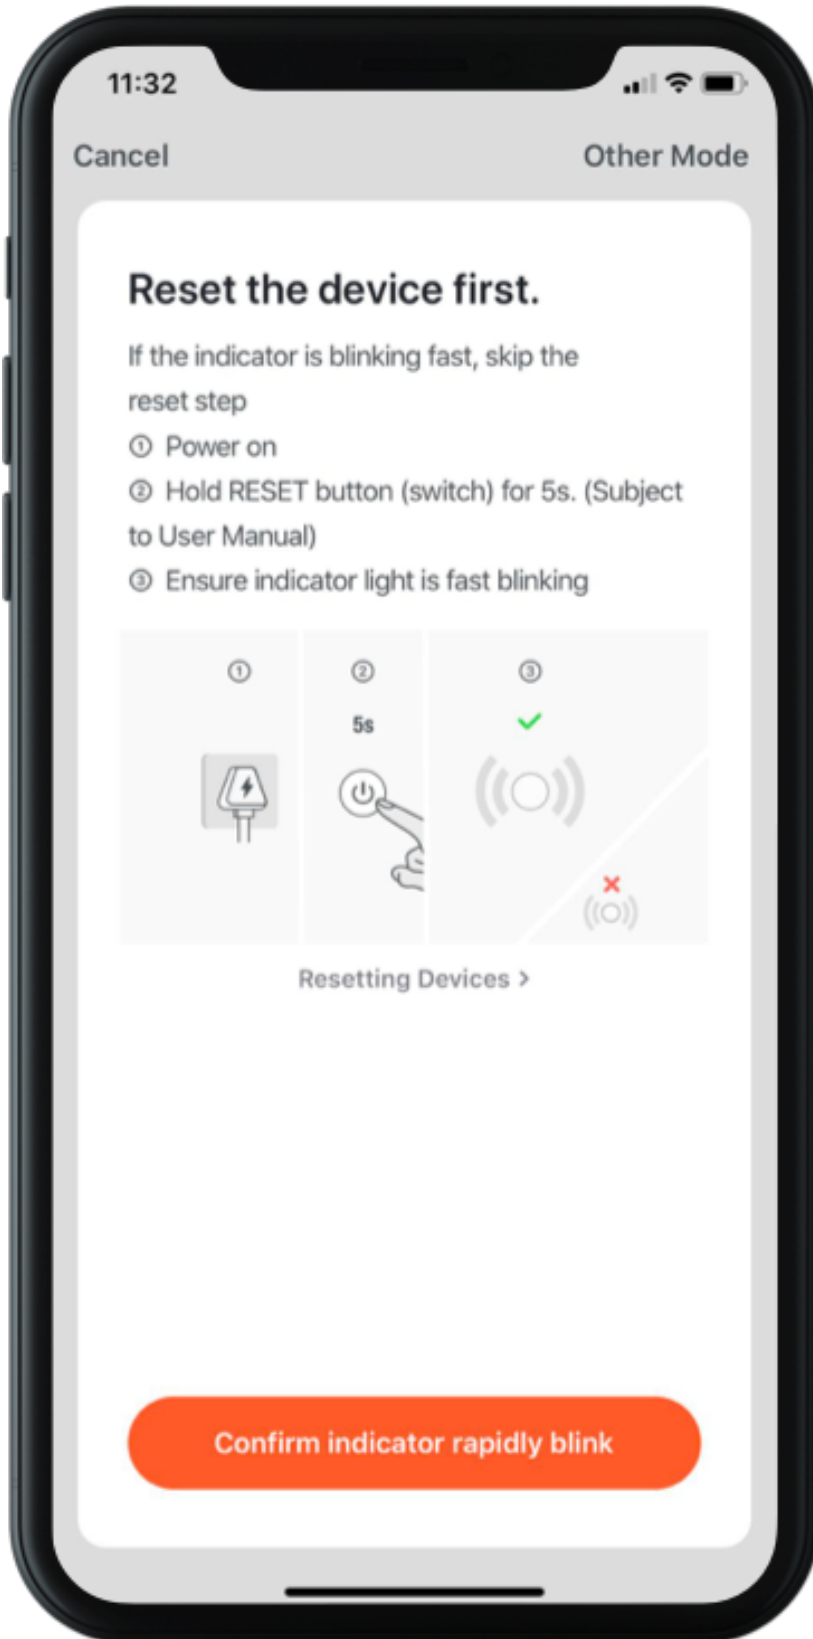 11:32
Cancel
Other Mode
Reset the device first.
If the indicator is blinking fast, skip the
reset step
① Power on
② Hold RESET button (switch) for 5s. (Subject
to User Manual)
③ Ensure indicator light is fast blinking
① ② ③
5s
Resetting Devices >
Confirm indicator rapidly blink